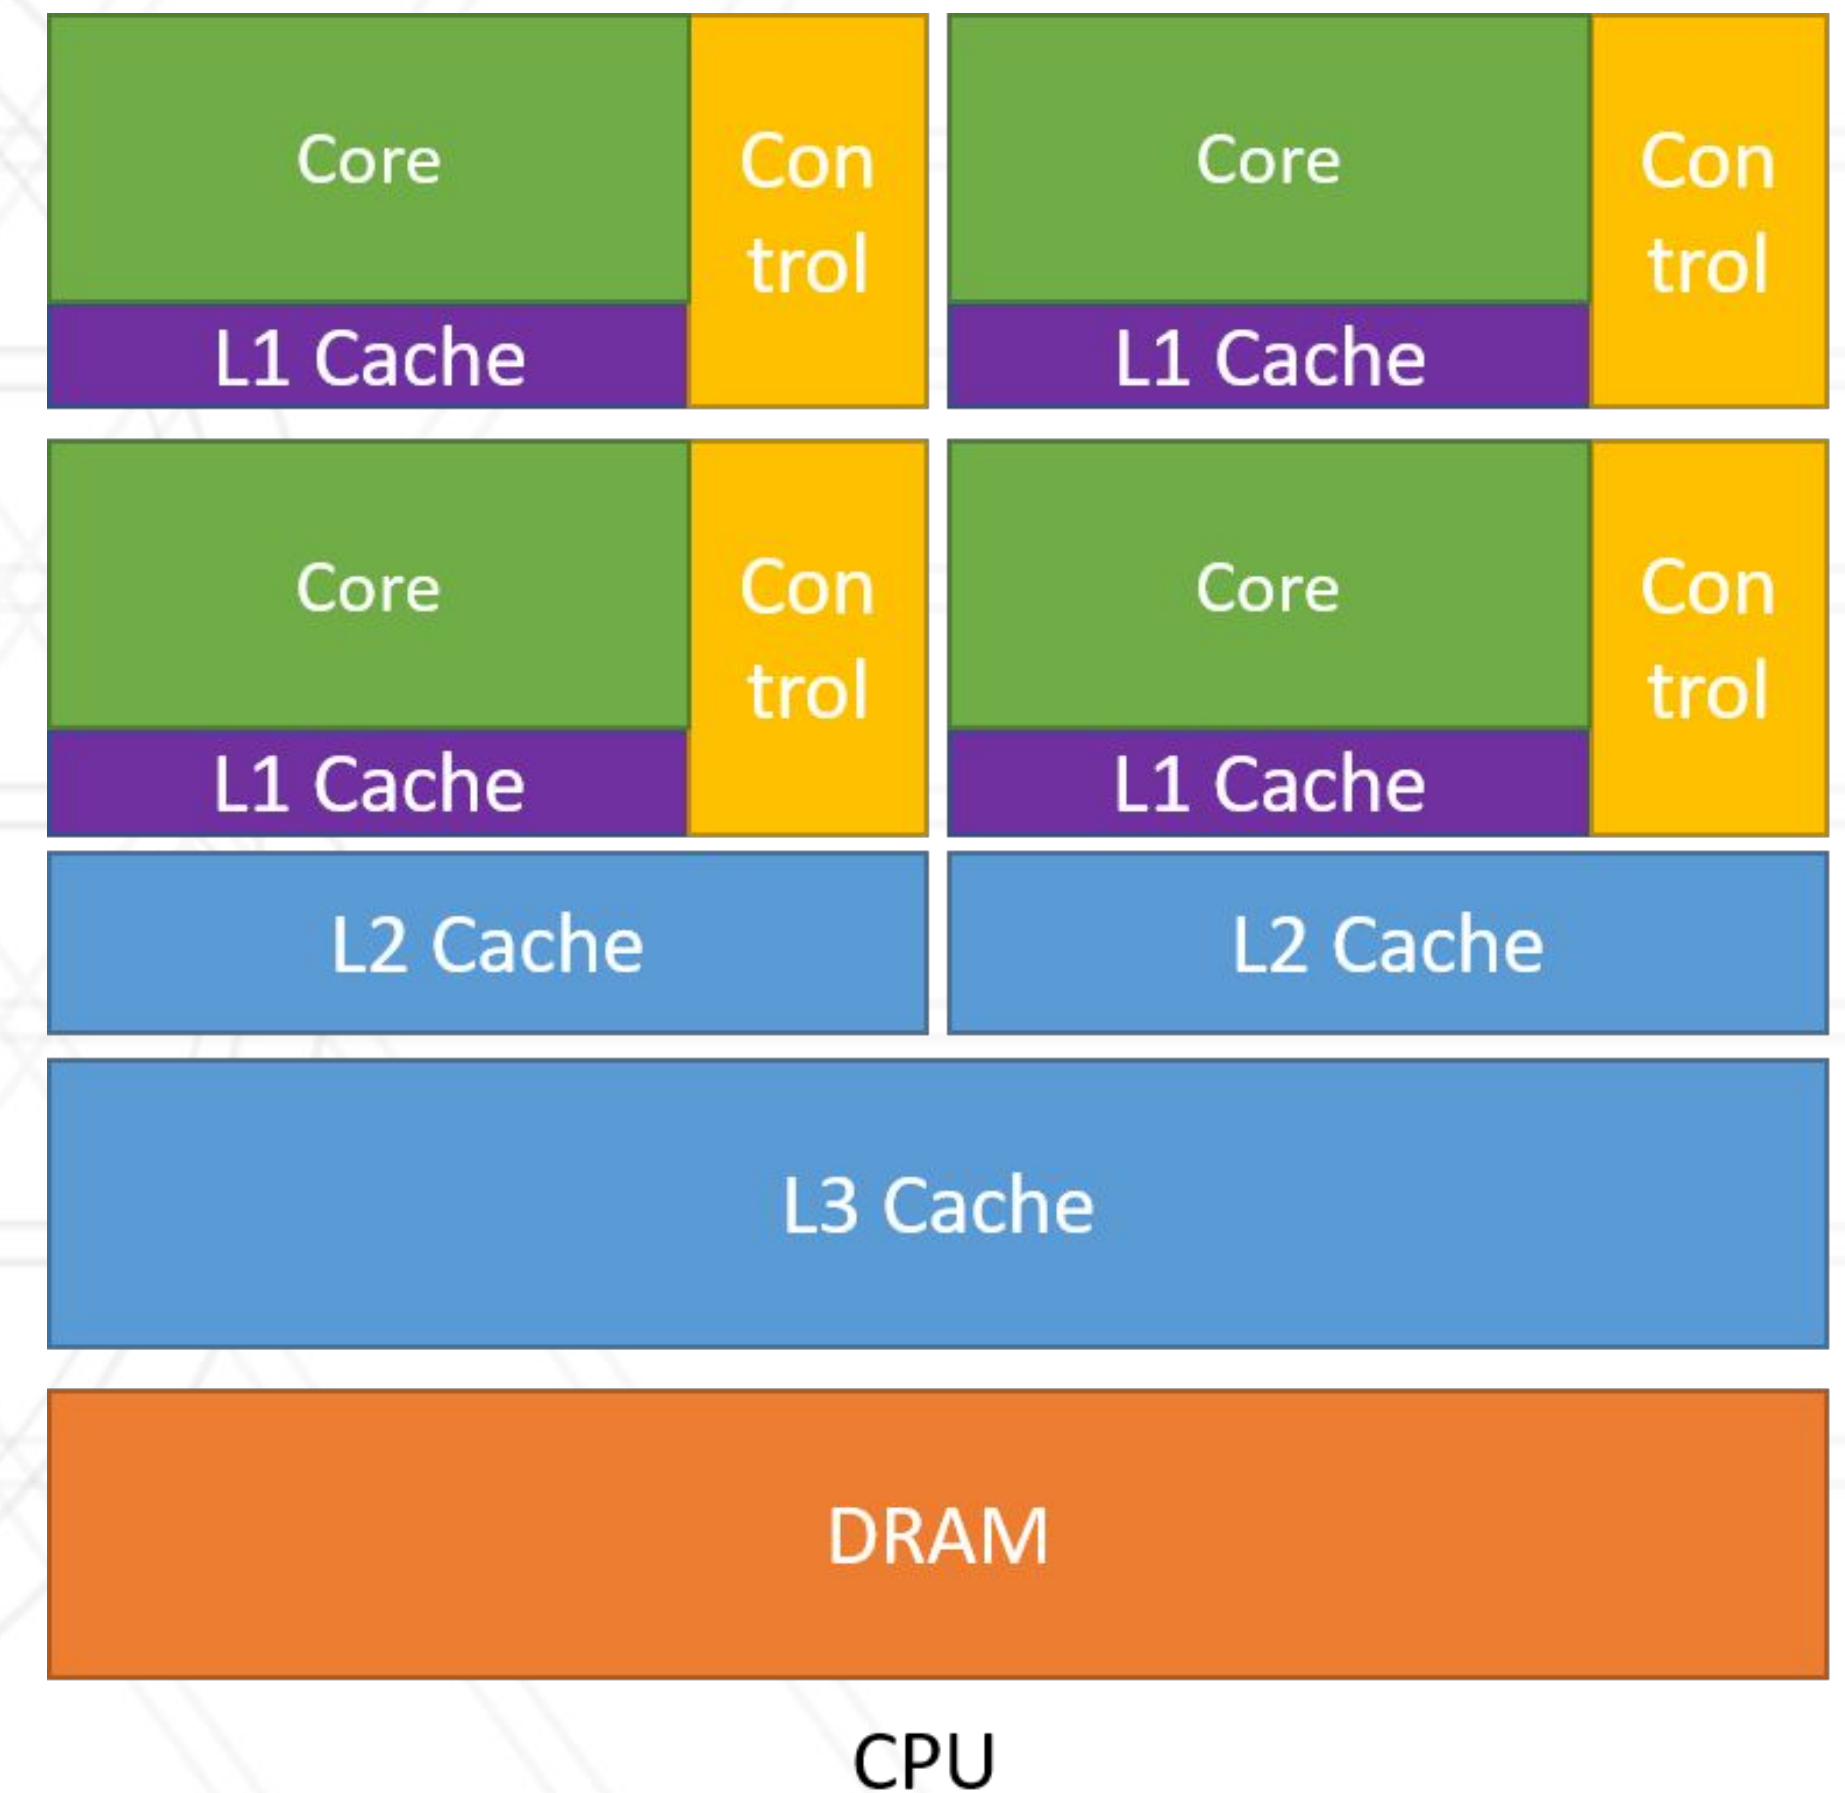 Core
Con
trol
L1 Cache
Core
Con
trol
L1 Cache
Core
Con
trol
L1 Cache
Core
Con
trol
L1 Cache
L2 Cache
L2 Cache
L3 Cache
DRAM
CPU